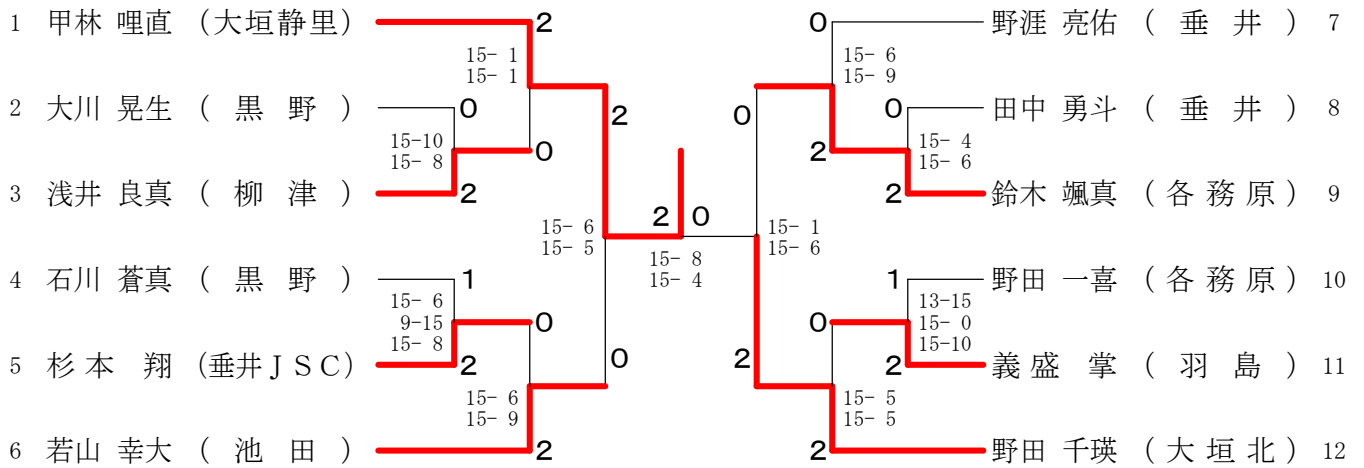 1 甲林 哩直 (大垣静里) 2 0 野涯 亮佑 ( 垂 井 ) 7
15- 1 15- 6
15- 1 15- 9
2 大川 晃生 ( 黒 野 ) 0 2 0 0 田中 勇斗 ( 垂 井 ) 8
15-10 15- 4
15- 8 0 2 15- 6
3 浅井 良真 ( 柳 津 ) 2 2 鈴木 颯真 (各務原) 9
15- 6 2 0 15- 1
15- 5 15- 6
15- 8
15- 4
4 石川 蒼真 ( 黒 野 ) 1 1 野田 一喜 (各務原) 10
15- 6 13-15
9-15 0 0 15- 0
15- 8 15-10
5 杉本 翔 (垂井ＪＳＣ) 2 0 2 2 義盛 掌 ( 羽 島 ) 11
15- 6 15- 5
15- 9 15- 5
6 若山 幸大 ( 池 田 ) 2 2 野田 千瑛 (大垣北) 12